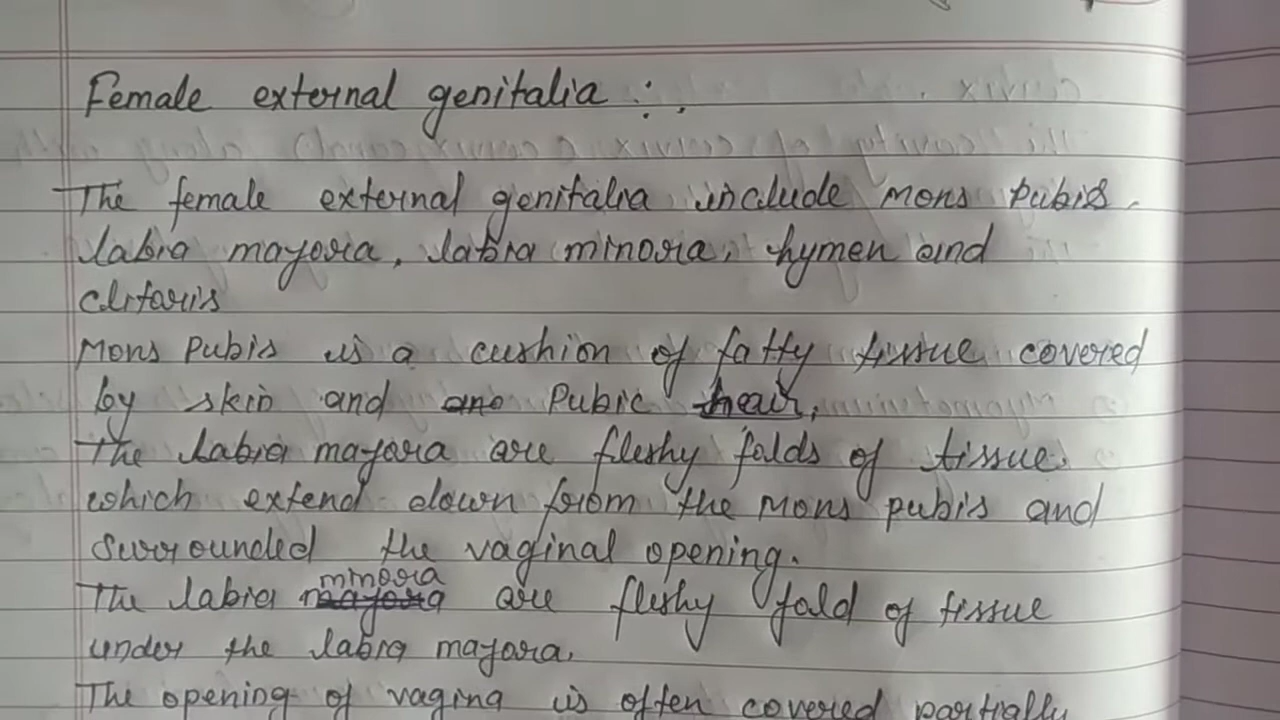 Female external genitalia :.
The female external genitalia include mons pubis.
labia mayora, labia minora, hymen and
clitoris
Mons Pubis is a cushion of fatty tissue covered
by skin and Pubic hair,
The labia majora are fleshy folds of tissue.
which extend down from the Mons pubis and
surrounded the vaginal opening.
The labia minora are fleshy fold of tissue
under the labia majora.
The opening of vagina is often covered partially